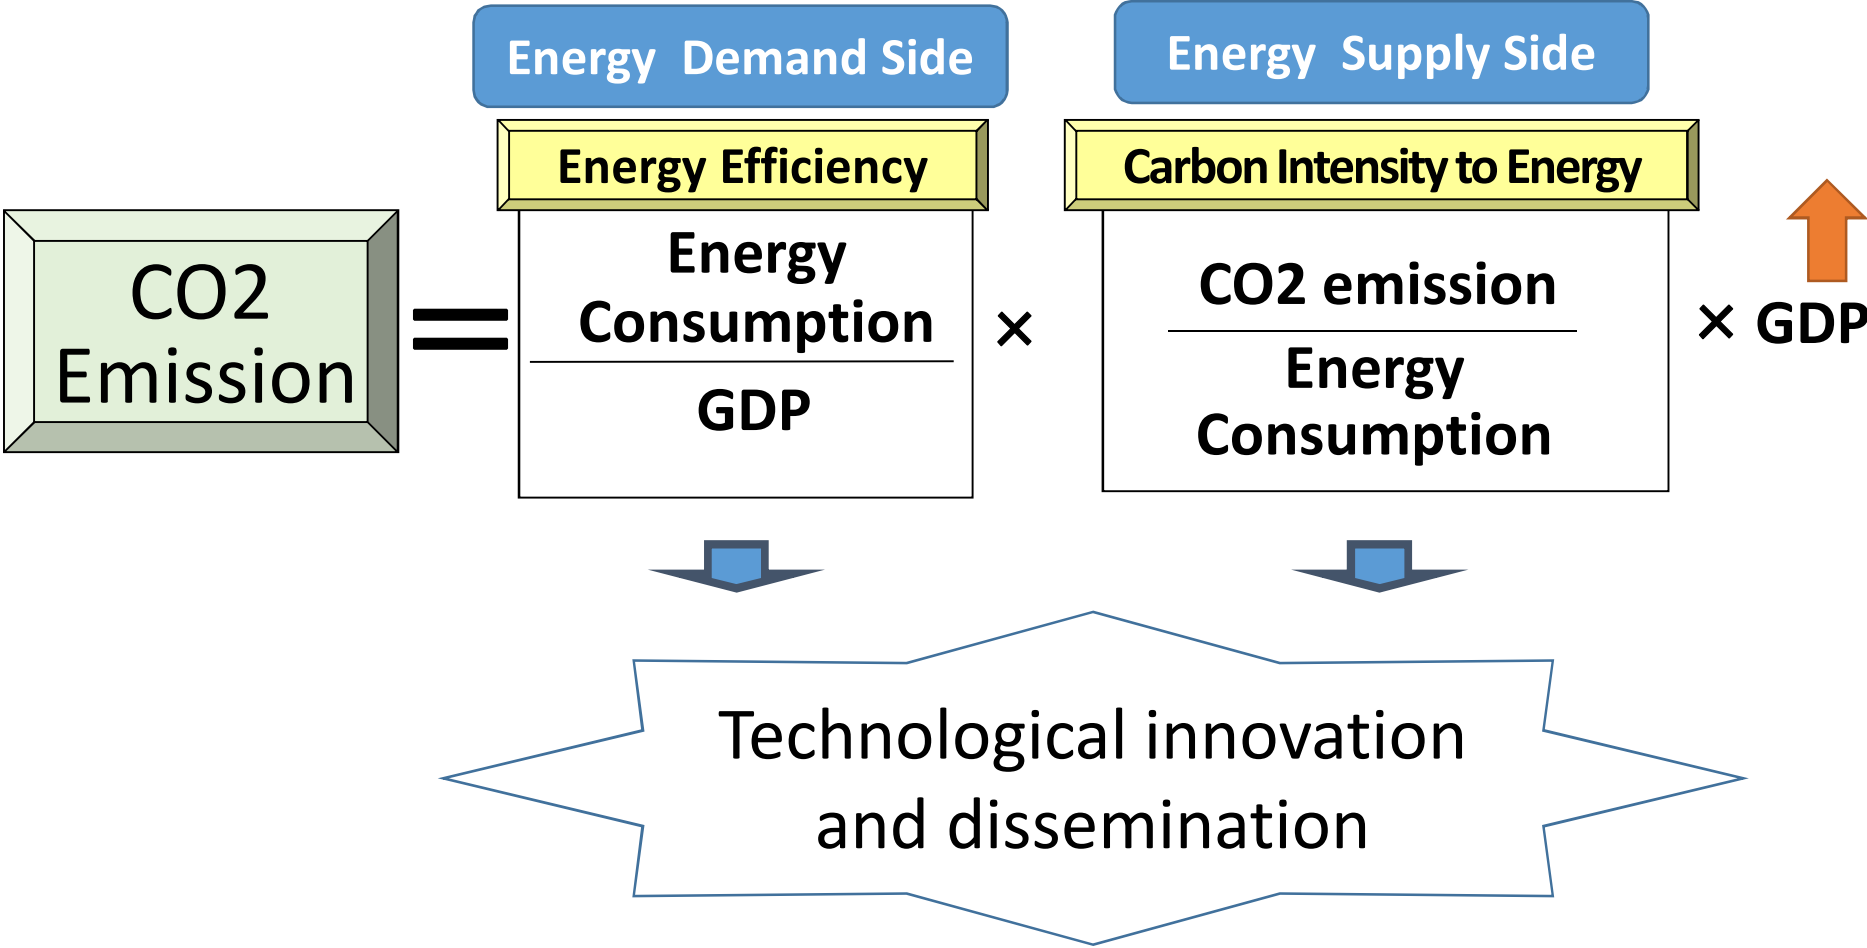 Energy Demand Side
Energy Supply Side
Energy Efficiency
Carbon Intensity to Energy
CO2
Emission
=
Energy
Consumption
GDP
×
CO2 emission
Energy
Consumption
× GDP
Technological innovation
and dissemination